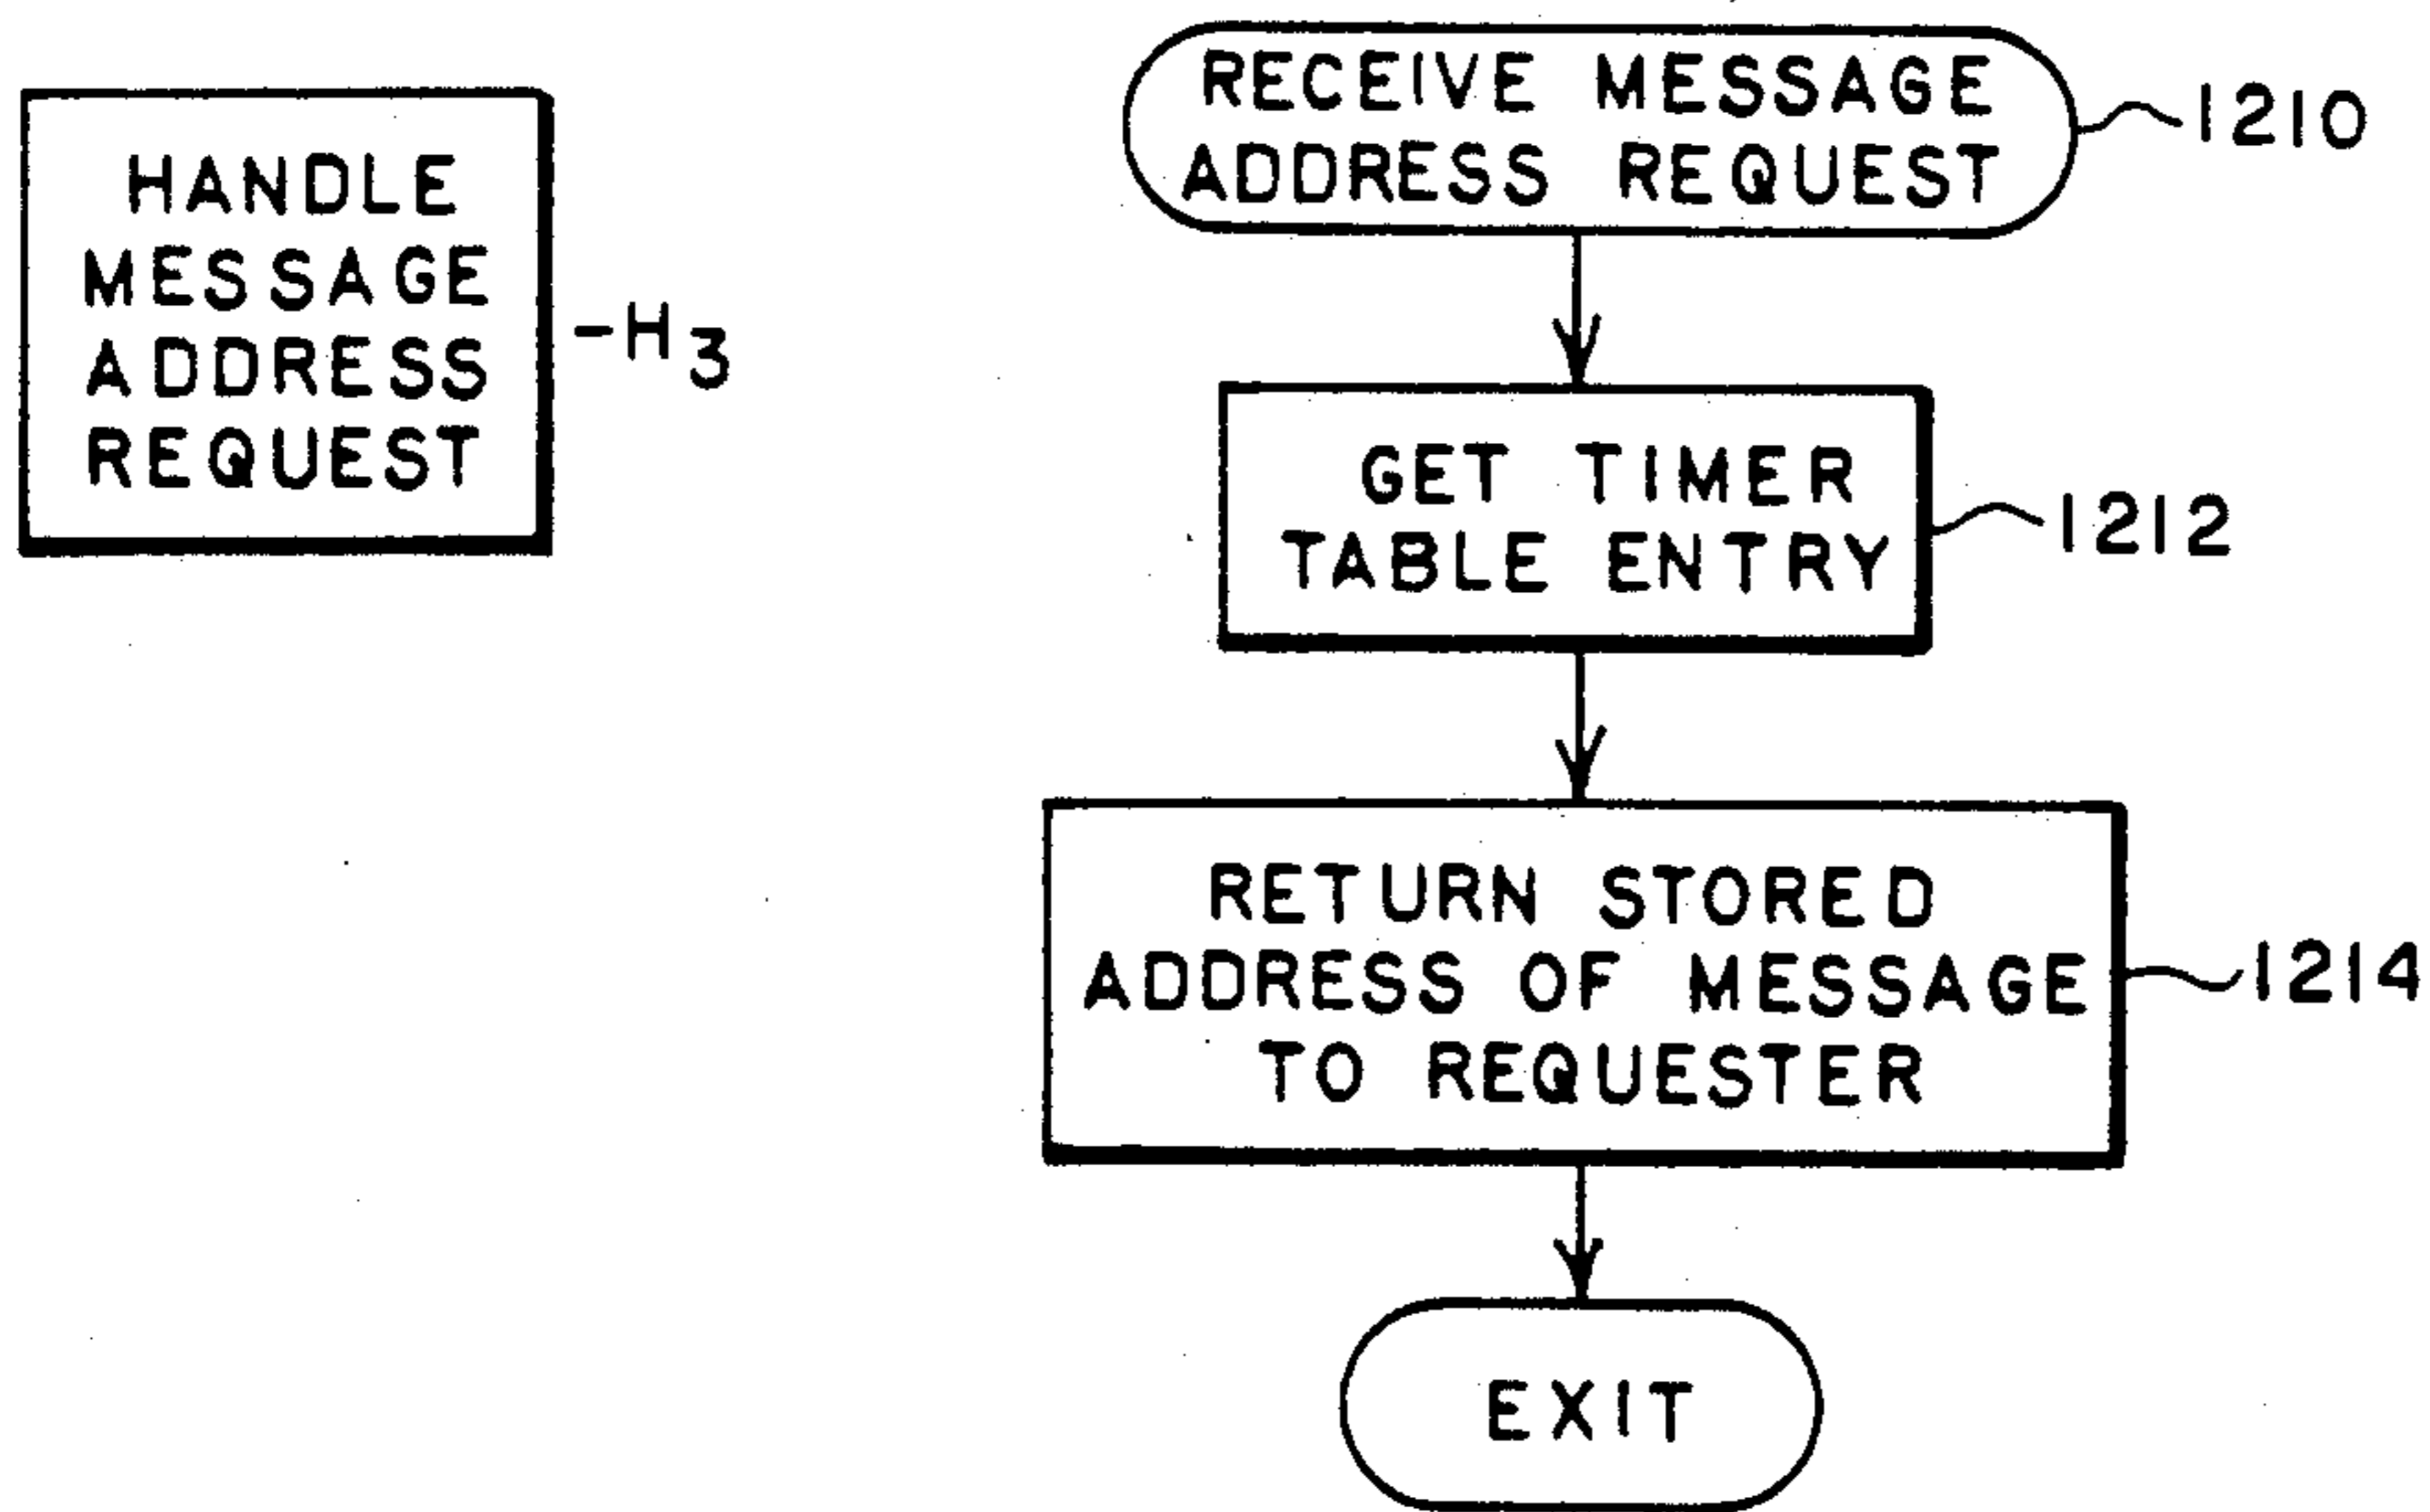 HANDLE
MESSAGE
ADDRESS
REQUEST
-H3
RECEIVE MESSAGE
ADDRESS REQUEST
1210
GET TIMER
TABLE ENTRY
1212
RETURN STORED
ADDRESS OF MESSAGE
TO REQUESTER
1214
EXIT